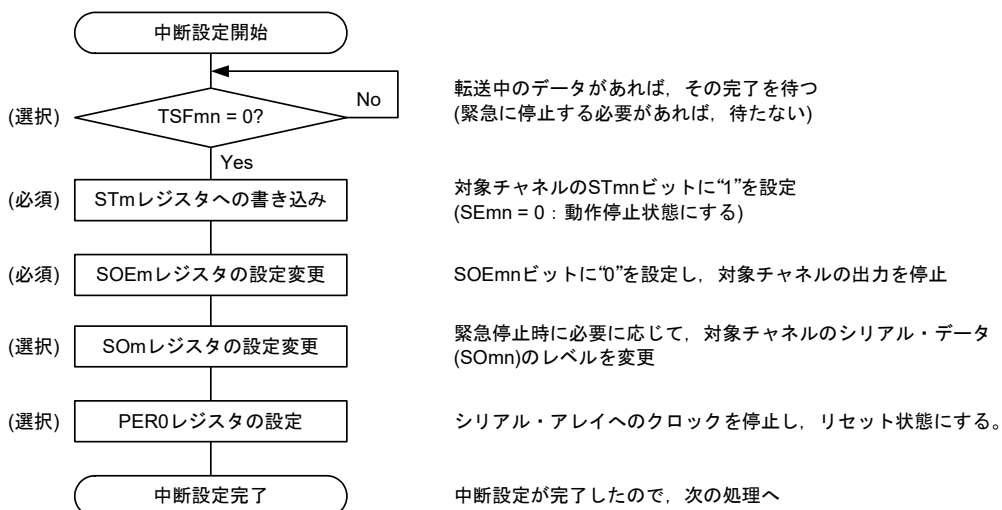 中断設定開始
(選択)
TSFmn = 0?
No
転送中のデータがあれば，その完了を待つ
(緊急に停止する必要があれば，待たない)
Yes
(必須)
STmレジスタへの書き込み
対象チャネルのSTmnビットに“1”を設定
(SEmn = 0：動作停止状態にする)
(必須)
SOEmレジスタの設定変更
SOEmnビットに“0”を設定し，対象チャネルの出力を停止
(選択)
SOmレジスタの設定変更
緊急停止時に必要に応じて，対象チャネルのシリアル・データ
(SOmn)のレベルを変更
(選択)
PER0レジスタの設定
シリアル・アレイへのクロックを停止し，リセット状態にする。
中断設定完了
中断設定が完了したので，次の処理へ